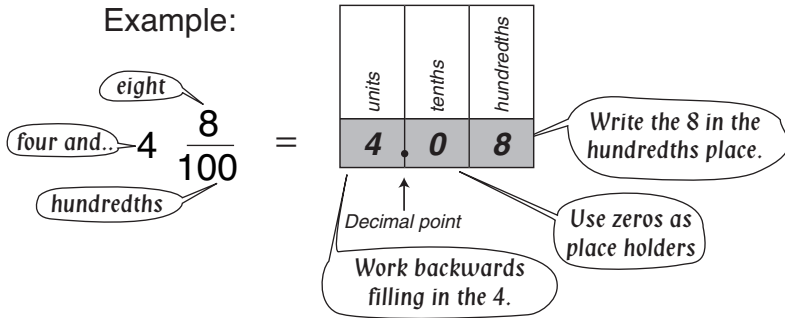 Example:
eight
four and..
4 8/100
hundredths
=
units
tenths
hundredths
4 . 0 8
Decimal point
Write the 8 in the
hundredths place.
Use zeros as
place holders
Work backwards
filling in the 4.